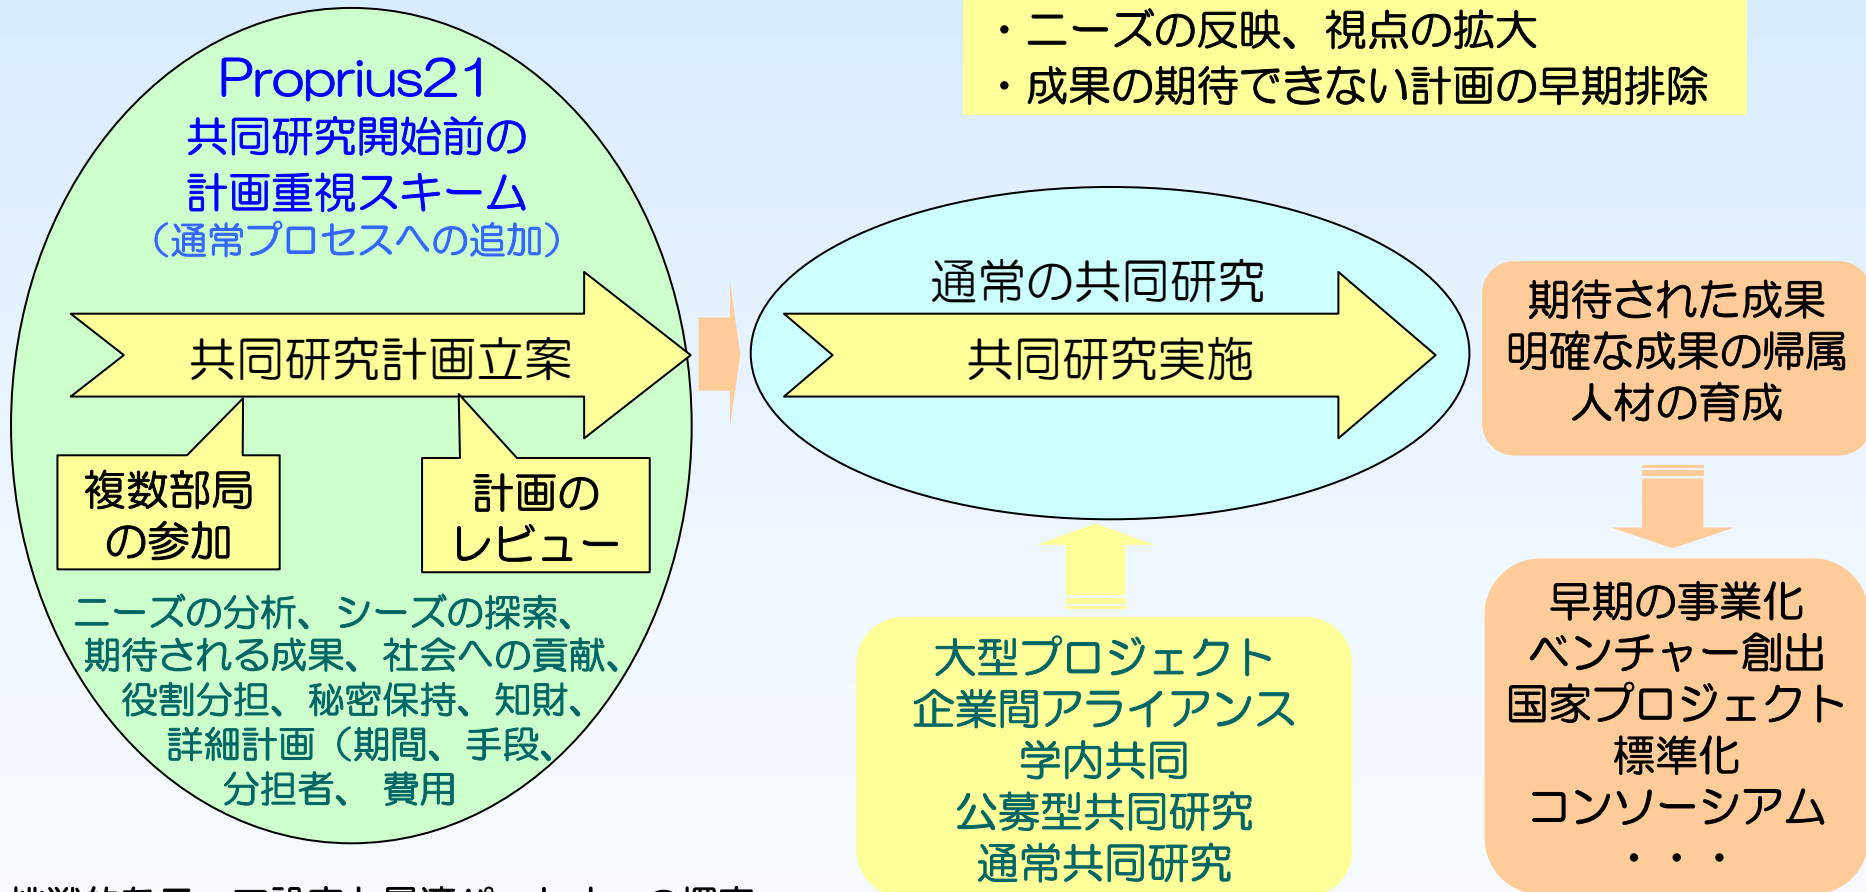 ・ニーズの反映、視点の拡大
・成果の期待できない計画の早期排除
Proprius21
共同研究開始前の
計画重視スキーム
（通常プロセスへの追加）
共同研究計画立案
複数部局
の参加
計画の
レビュー
ニーズの分析、シーズの探索、
期待される成果、社会への貢献、
役割分担、秘密保持、知財、
詳細計画（期間、手段、
分担者、 費用
通常の共同研究
共同研究実施
大型プロジェクト
企業間アライアンス
学内共同
公募型共同研究
通常共同研究
期待された成果
明確な成果の帰属
人材の育成
早期の事業化
ベンチャー創出
国家プロジェクト
標準化
コンソーシアム
・・・